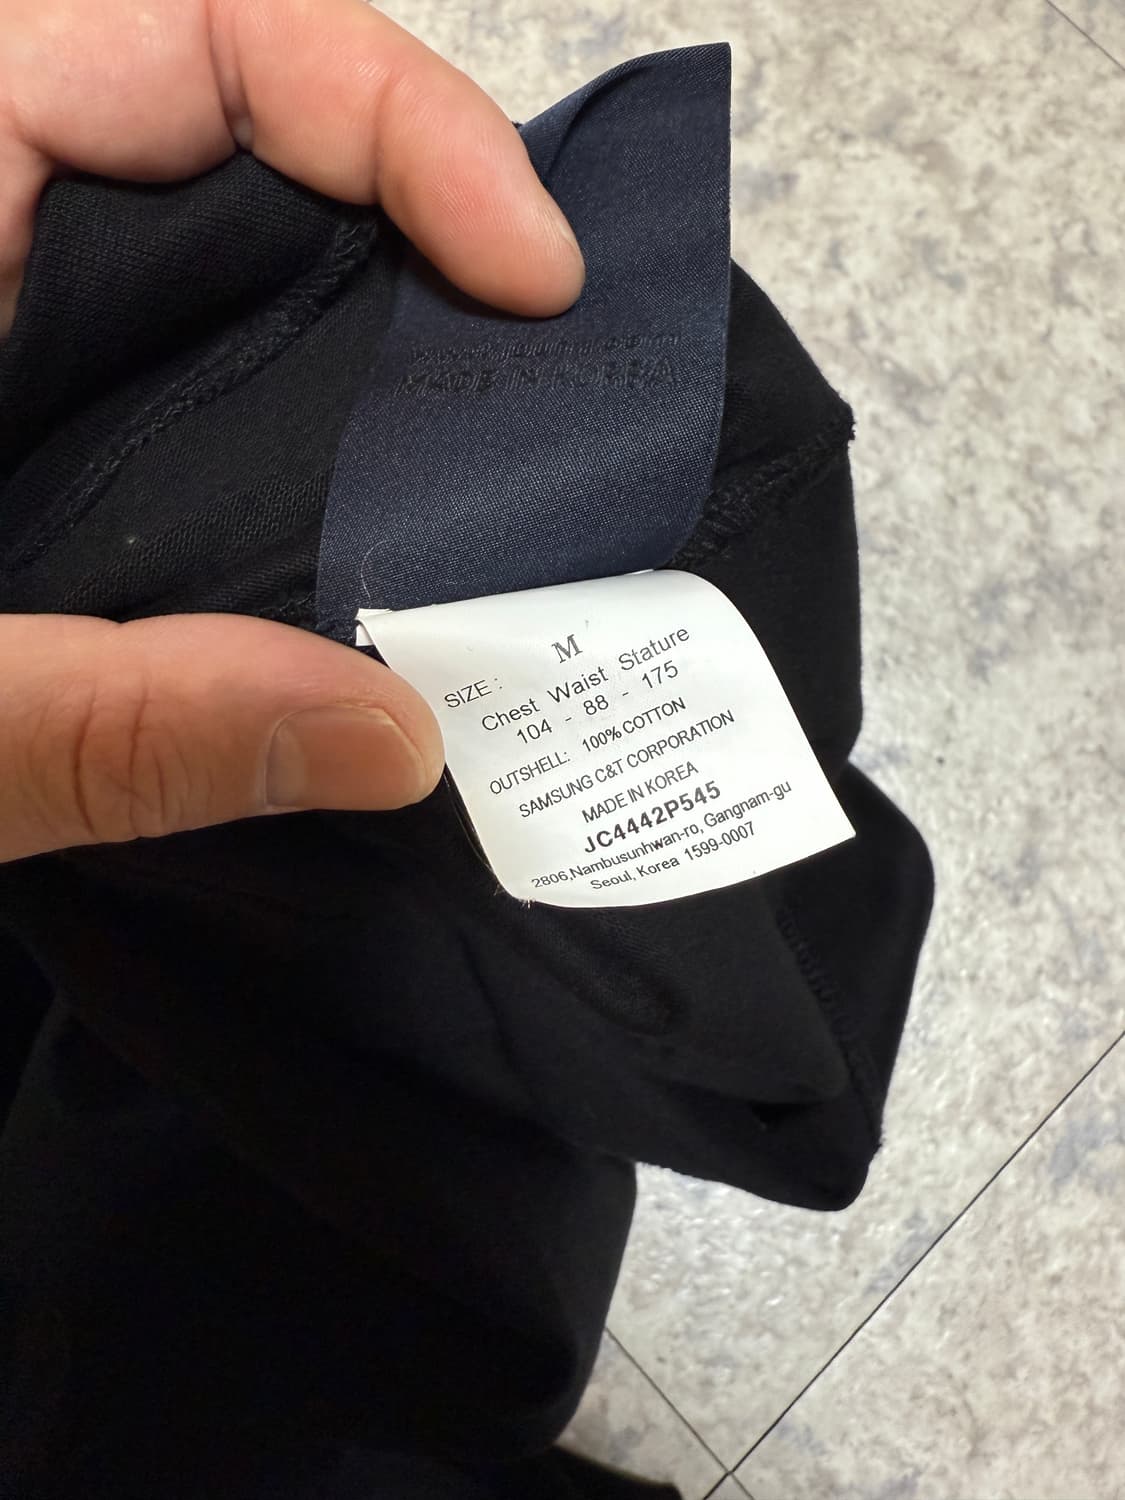 MADE IN KOREA
SIZE : M
Chest Waist Stature
104 - 88 - 175
OUTSHELL: 100% COTTON
SAMSUNG C&T CORPORATION
MADE IN KOREA
JC4442P545
2806,Nambusunhwan-ro, Gangnam-gu
Seoul, Korea 1599-0007